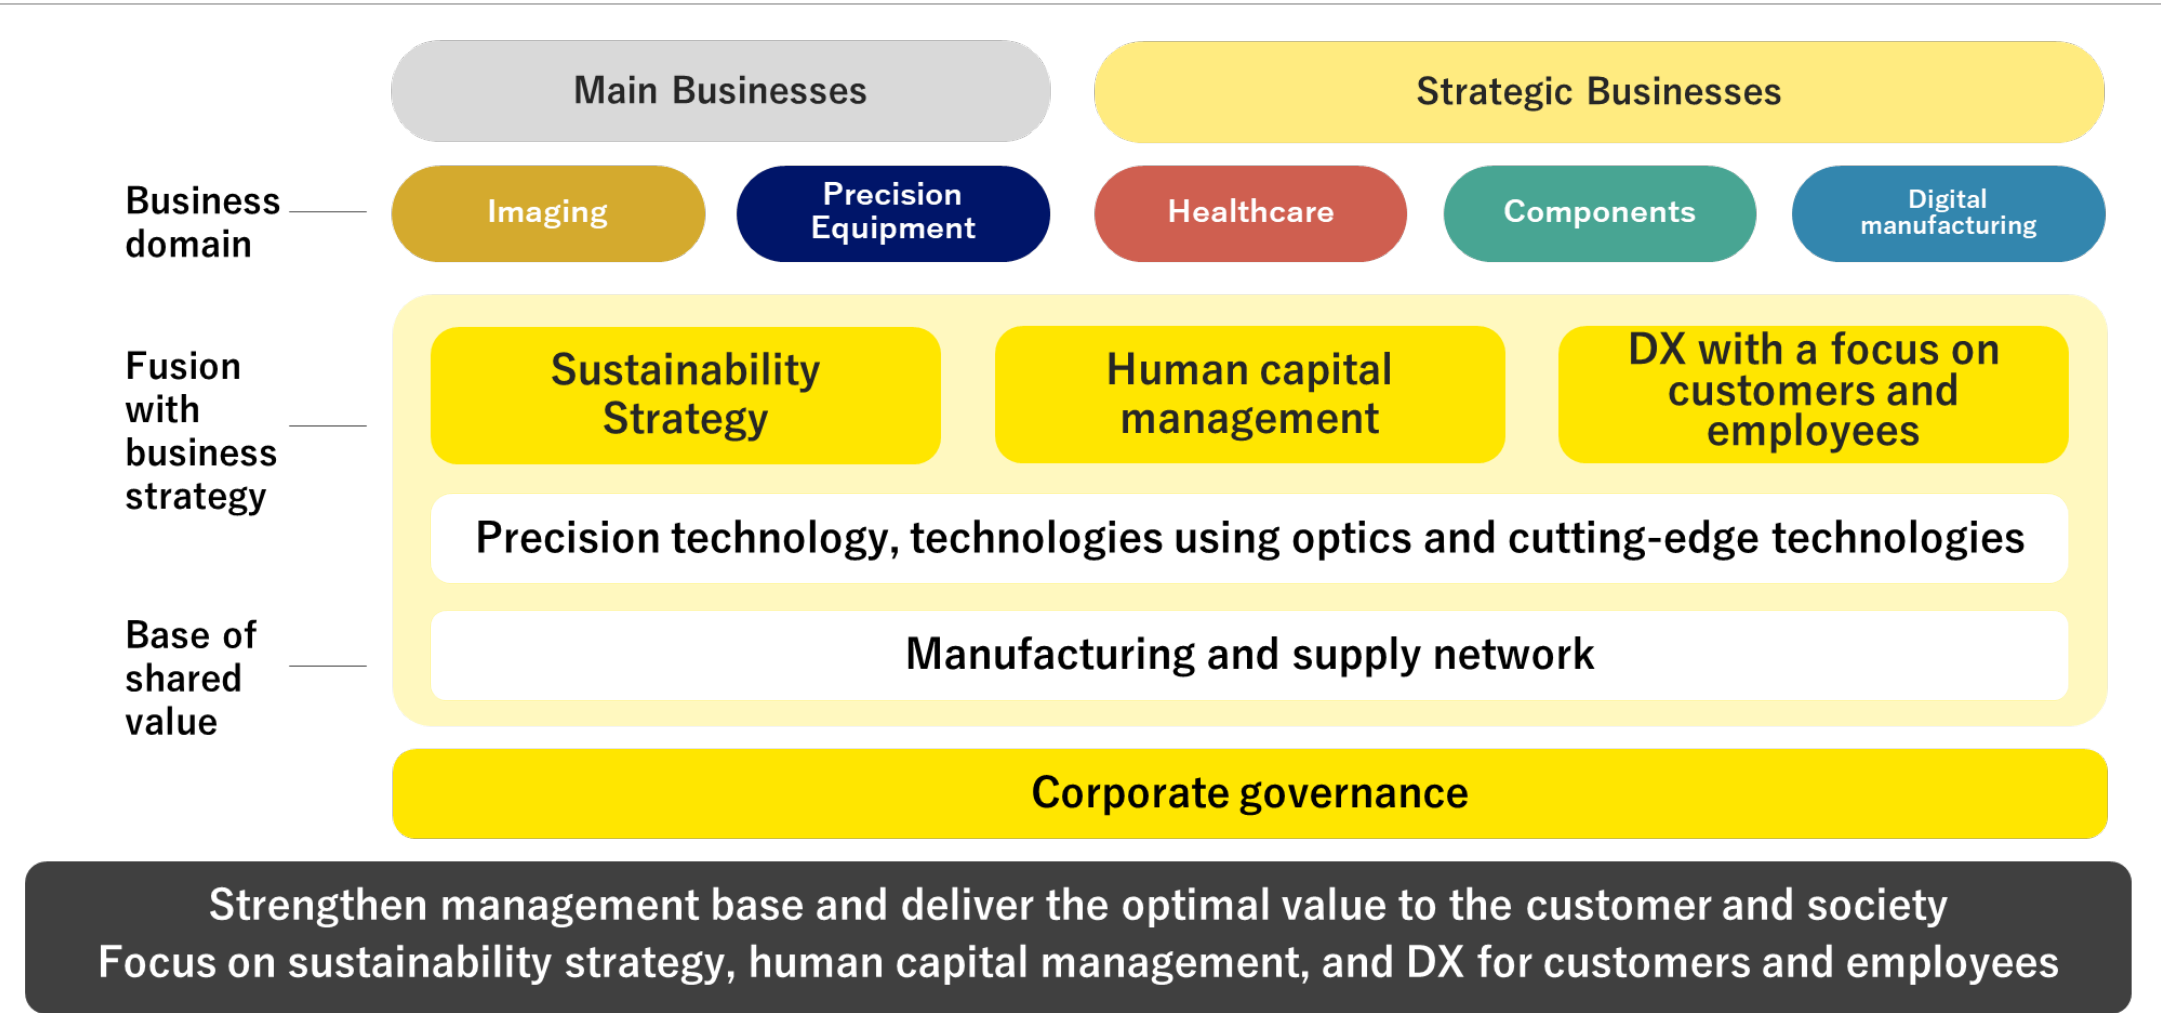 Main Businesses
Strategic Businesses
Business
domain
Imaging
Precision
Equipment
Healthcare
Components
Digital
manufacturing
Fusion
with
business
strategy
Sustainability
Strategy
Human capital
management
DX with a focus on
customers and
employees
Precision technology, technologies using optics and cutting-edge technologies
Base of
shared
value
Manufacturing and supply network
Corporate governance
Strengthen management base and deliver the optimal value to the customer and society
Focus on sustainability strategy, human capital management, and DX for customers and employees